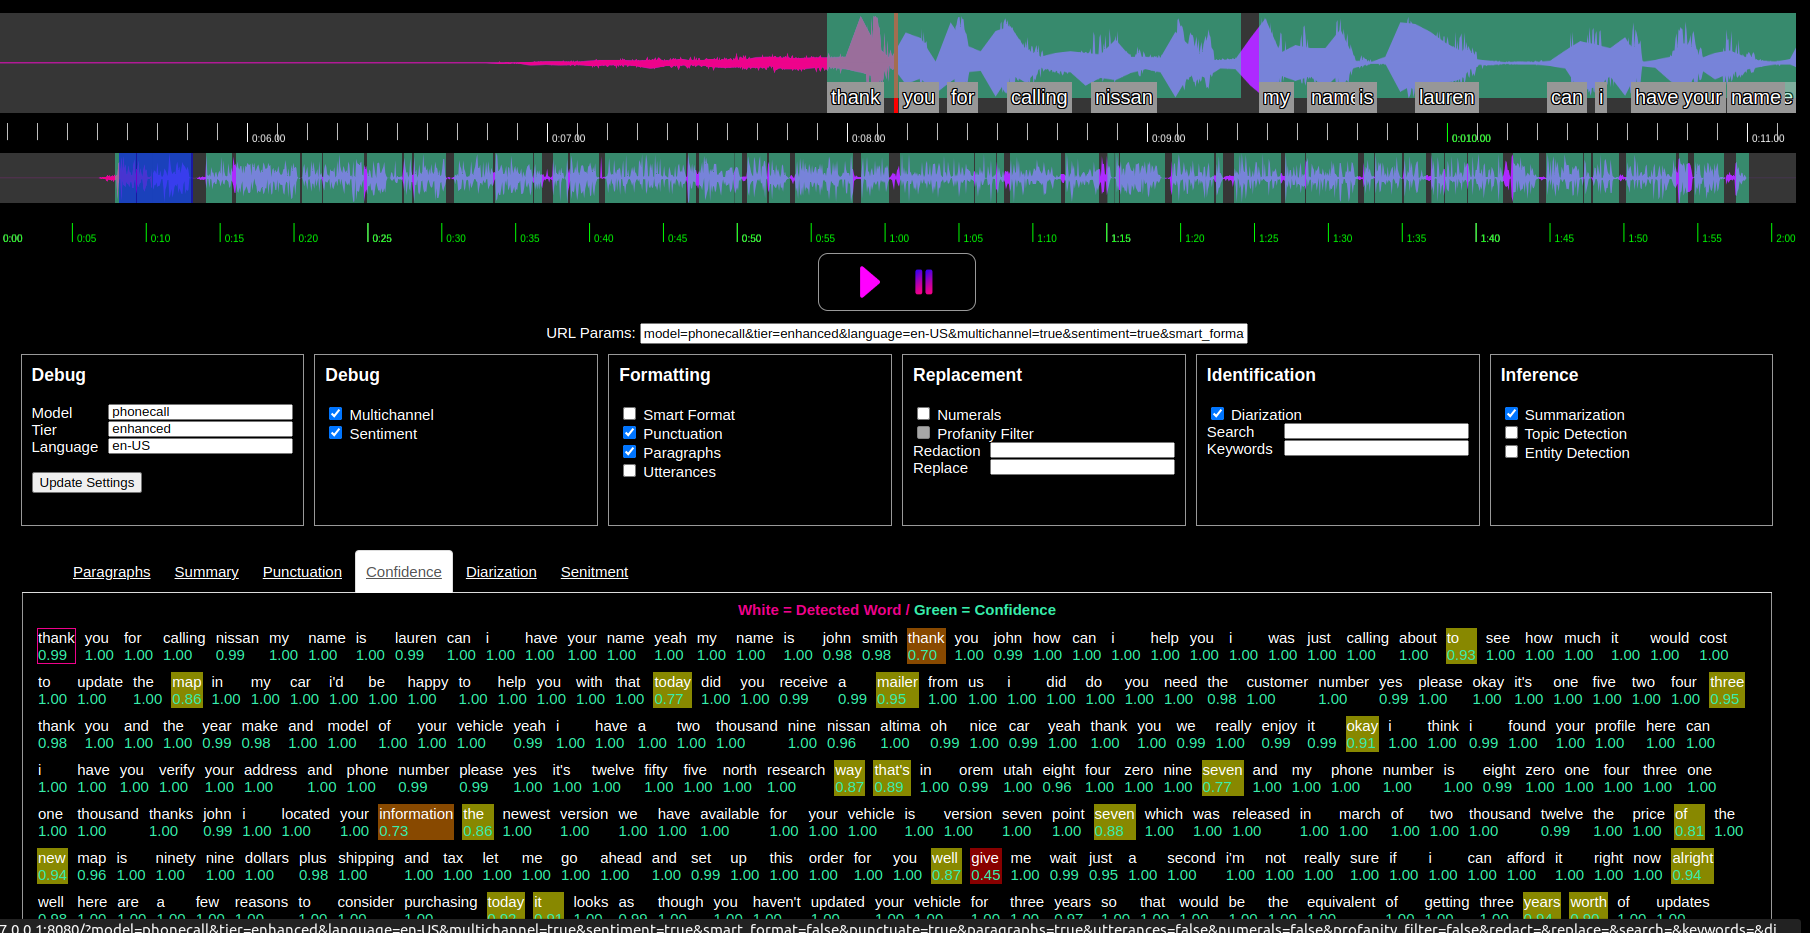 thank you for calling nissan my name is lauren can i have your name
0:06.00 0:07.00 0:08.00 0:09.00 0:010.00 0:11.00
0:00 0:05 0:10 0:15 0:20 0:25 0:30 0:35 0:40 0:45 0:50 0:55 1:00 1:05 1:10 1:15 1:20 1:25 1:30 1:35 1:40 1:45 1:50 1:55 2:00
URL Params: model=phonecall&tier=enhanced&language=en-US&multichannel=true&sentiment=true&smart_forma
Debug Debug Formatting Replacement Identification Inference
Model phonecall Multichannel Smart Format Numerals Diarization Summarization
Tier enhanced Sentiment Punctuation Profanity Filter Search Topic Detection
Language en-US Paragraphs Redaction Keywords Entity Detection
Utterances Replace
Update Settings
Paragraphs Summary Punctuation Confidence Diarization Senitment
White = Detected Word / Green = Confidence
thank you for calling nissan my name is lauren can i have your name yeah my name is john smith thank you john how can i help you i was just calling about to see how much it would cost
0.99 1.00 1.00 1.00 0.99 1.00 1.00 1.00 0.99 1.00 1.00 1.00 1.00 1.00 1.00 1.00 1.00 1.00 0.98 0.98 0.70 1.00 0.99 1.00 1.00 1.00 1.00 1.00 1.00 1.00 1.00 1.00 1.00 0.93 1.00 1.00 1.00 1.00 1.00 1.00
to update the map in my car i'd be happy to help you with that today did you receive a mailer from us i did do you need the customer number yes please okay it's one five two four three
1.00 1.00 1.00 0.86 1.00 1.00 1.00 1.00 1.00 1.00 1.00 1.00 1.00 1.00 1.00 0.77 1.00 1.00 0.99 0.99 0.95 1.00 1.00 1.00 1.00 1.00 1.00 1.00 0.98 1.00 1.00 0.99 1.00 1.00 1.00 1.00 1.00 1.00 1.00 0.95
thank you and the year make and model of your vehicle yeah i have a two thousand nine nissan altima oh nice car yeah thank you we really enjoy it okay i think i found your profile here can
0.98 1.00 1.00 1.00 0.99 0.98 1.00 1.00 1.00 1.00 1.00 0.99 1.00 1.00 1.00 1.00 1.00 1.00 0.96 1.00 0.99 1.00 0.99 1.00 1.00 1.00 0.99 1.00 0.99 0.99 0.91 1.00 1.00 0.99 1.00 1.00 1.00 1.00 1.00
i have you verify your address and phone number please yes it's twelve fifty five north research way that's in orem utah eight four zero nine seven and my phone number is eight zero one four three one
1.00 1.00 1.00 1.00 1.00 1.00 1.00 1.00 0.99 0.99 1.00 1.00 1.00 1.00 1.00 1.00 1.00 0.87 0.89 1.00 0.99 1.00 0.96 1.00 1.00 1.00 0.77 1.00 1.00 1.00 1.00 1.00 0.99 1.00 1.00 1.00 1.00 1.00
one thousand thanks john i located your information the newest version we have available for your vehicle is version seven point seven which was released in march of two thousand twelve the price of the
1.00 1.00 1.00 0.99 1.00 1.00 1.00 0.73 0.86 1.00 1.00 1.00 1.00 1.00 1.00 1.00 1.00 1.00 1.00 1.00 1.00 0.88 1.00 1.00 1.00 1.00 1.00 1.00 1.00 1.00 0.99 1.00 1.00 0.81 1.00
new map is ninety nine dollars plus shipping and tax let me go ahead and set up this order for you well give me wait just a second i'm not really sure if i can afford it right now alright
0.94 0.96 1.00 1.00 1.00 1.00 0.98 1.00 1.00 1.00 1.00 1.00 1.00 1.00 1.00 0.99 1.00 1.00 1.00 1.00 1.00 0.87 0.45 1.00 0.99 0.95 1.00 1.00 1.00 1.00 1.00 1.00 1.00 1.00 1.00 1.00 1.00 1.00 1.00 0.94
well here are a few reasons to consider purchasing today it looks as though you haven't updated your vehicle for three years so that would be the equivalent of getting three years worth of updates
7.0.0.1:8080/?model=phonecall&tier=enhanced&language=en-US&multichannel=true&sentiment=true&smart_format=false&punctuate=true&paragraphs=true&utterances=false&numerals=false&profanity_filter=false&redact=&replace=&search=&keywords=&di